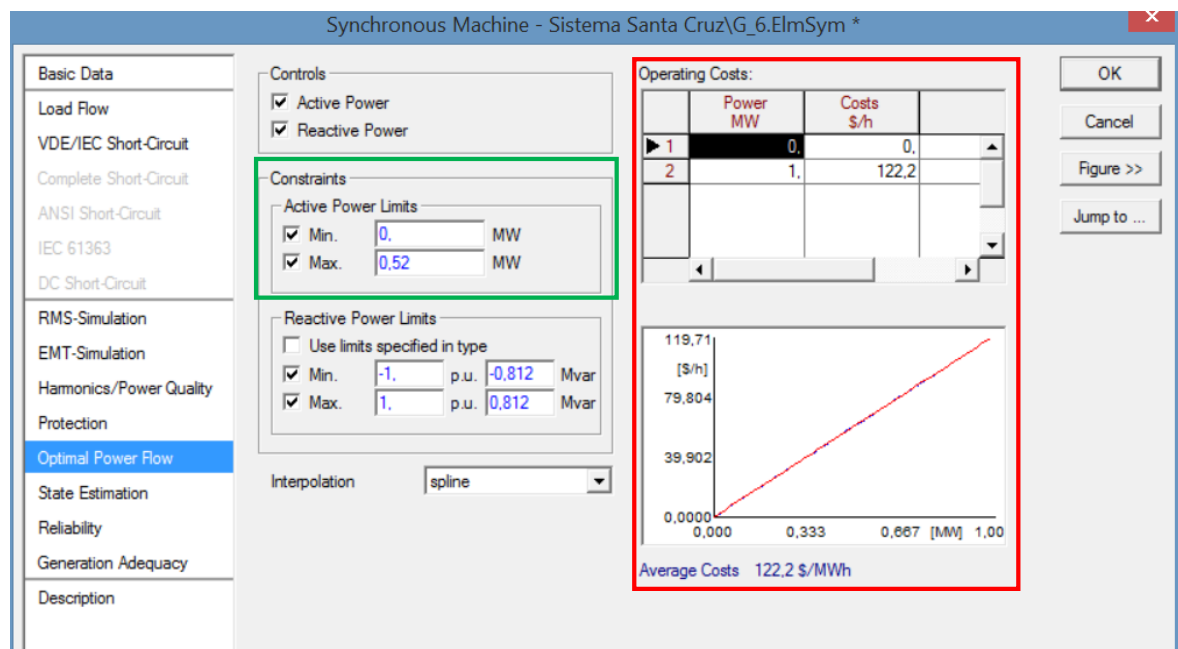 Synchronous Machine - Sistema Santa Cruz\G_6.ElmSym *
Basic Data
Load Flow
VDE/IEC Short-Circuit
Complete Short-Circuit
ANSI Short-Circuit
IEC 61363
DC Short-Circuit
RMS-Simulation
EMT-Simulation
Harmonics/Power Quality
Protection
Optimal Power Flow
State Estimation
Reliability
Generation Adequacy
Description
Controls
Active Power
Reactive Power
Constraints
Active Power Limits
Min. 0, MW
Max. 0,52 MW
Reactive Power Limits
Use limits specified in type
Min. -1, p.u. -0,812 Mvar
Max. 1, p.u. 0,812 Mvar
Interpolation spline
Operating Costs:
Power Costs
MW $/h
1 0, 0,
2 1, 122,2
119,71
[$/h]
79,804
39,902
0,0000
0,000 0,333 0,667 [MW] 1,00
Average Costs 122,2 $/MWh
OK
Cancel
Figure >>
Jump to ...